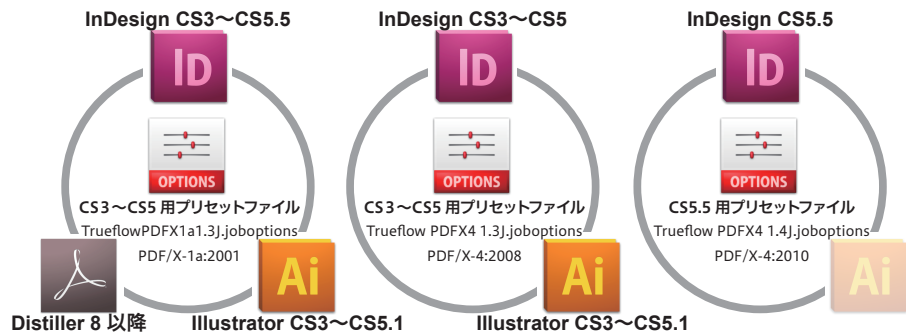 InDesign CS3～CS5.5
ID
OPTIONS
CS3～CS5 用プリセットファイル
TrueflowPDFX1a1.3J.joboptions
PDF/X-1a:2001
Distiller 8 以降
Ai
Illustrator CS3～CS5.1
InDesign CS3～CS5
ID
OPTIONS
CS3～CS5 用プリセットファイル
Trueflow PDFX4 1.3J.joboptions
PDF/X-4:2008
Ai
Illustrator CS3～CS5.1
InDesign CS5.5
ID
OPTIONS
CS5.5 用プリセットファイル
Trueflow PDFX4 1.4J.joboptions
PDF/X-4:2010
Ai